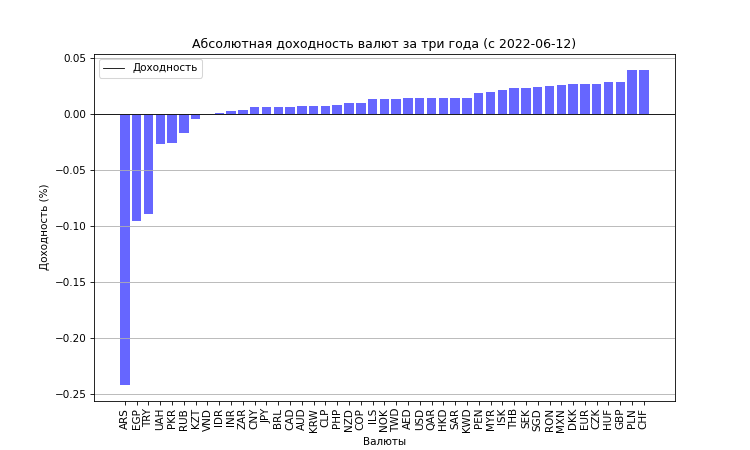 Абсолютная доходность валют за три года (с 2022-06-12)
Доходность
0.05
0.00
−0.05
−0.10
−0.15
−0.20
−0.25
Доходность (%)
ARS
EGP
TRY
UAH
PKR
RUB
KZT
VND
IDR
INR
ZAR
CNY
JPY
BRL
CAD
AUD
KRW
CLP
PHP
NZD
COP
ILS
NOK
TWD
AED
USD
QAR
HKD
SAR
KWD
PEN
MYR
ISK
THB
SEK
SGD
RON
MXN
DKK
EUR
CZK
HUF
GBP
PLN
CHF
Валюты